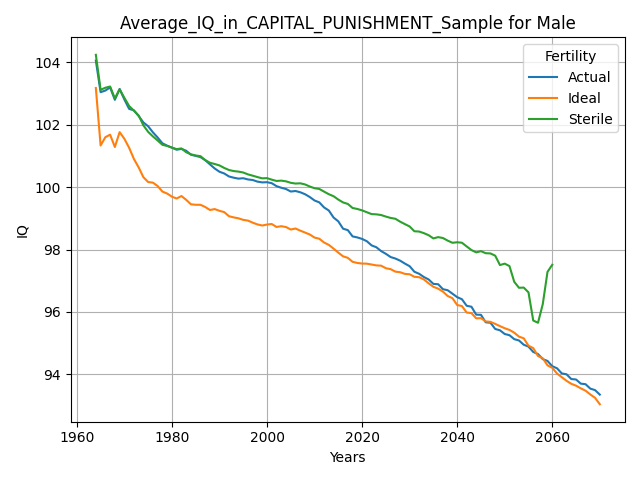 Average_IQ_in_CAPITAL_PUNISHMENT_Sample for Male
Fertility
Actual
Ideal
Sterile
IQ
104
102
100
98
96
94
1960
1980
2000
2020
2040
2060
Years